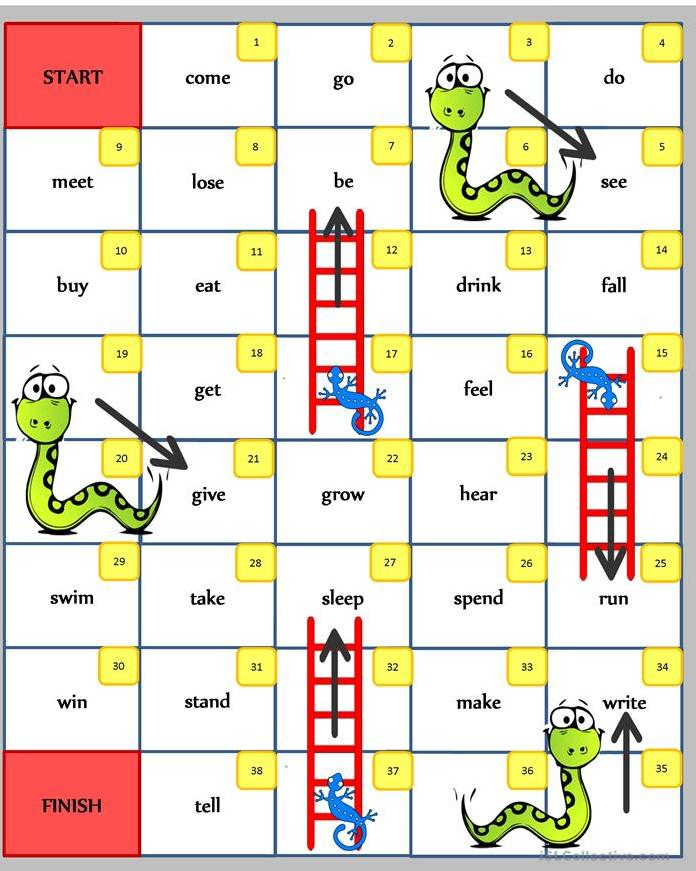 START 1 come 2 go 3 4 do
9 meet 8 lose 7 be 6 5 see
10 buy 11 eat 12 13 drink 14 fall
19 18 get 17 16 feel 15
20 21 give 22 grow 23 hear 24
29 swim 28 take 27 sleep 26 spend 25 run
30 win 31 stand 32 33 make 34 write
FINISH 38 tell 37 36 35
iSLCollective.com